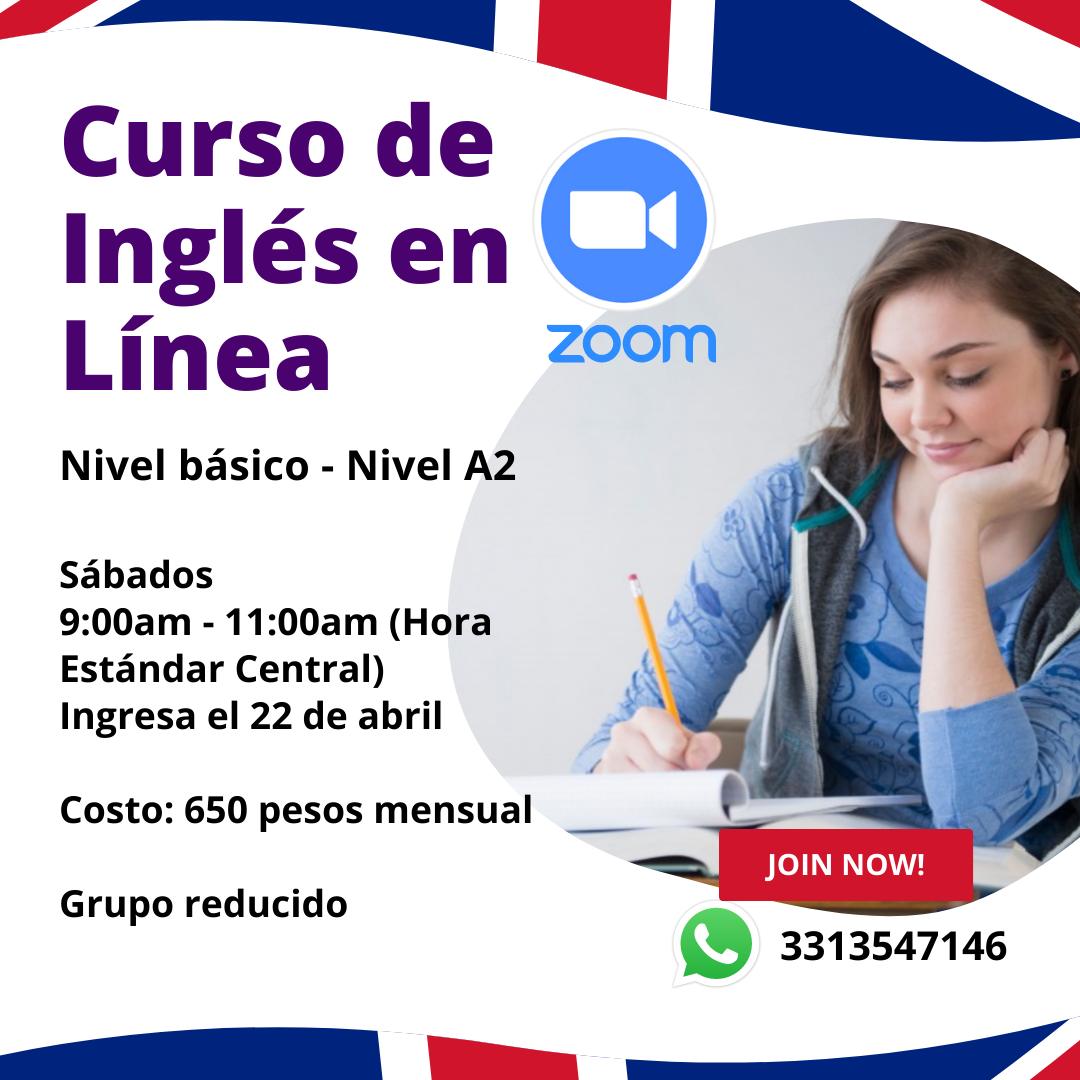 Curso de
Inglés en
Línea
zoom
Nivel básico - Nivel A2
Sábados
9:00am - 11:00am (Hora
Estándar Central)
Ingresa el 22 de abril
Costo: 650 pesos mensual
Grupo reducido
JOIN NOW!
3313547146